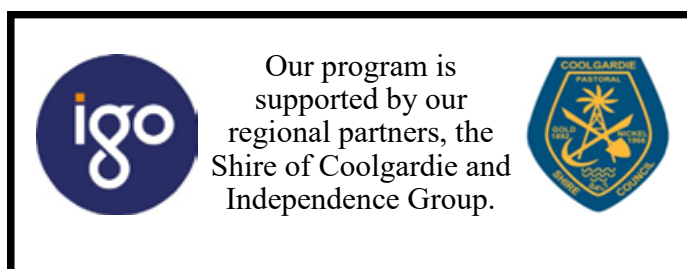 igo
Our program is
supported by our
regional partners, the
Shire of Coolgardie and
Independence Group.
COOLGARDIE
PASTORAL
GOLD
1892
NICKEL
1966
SALT
SHIRE
COUNCIL